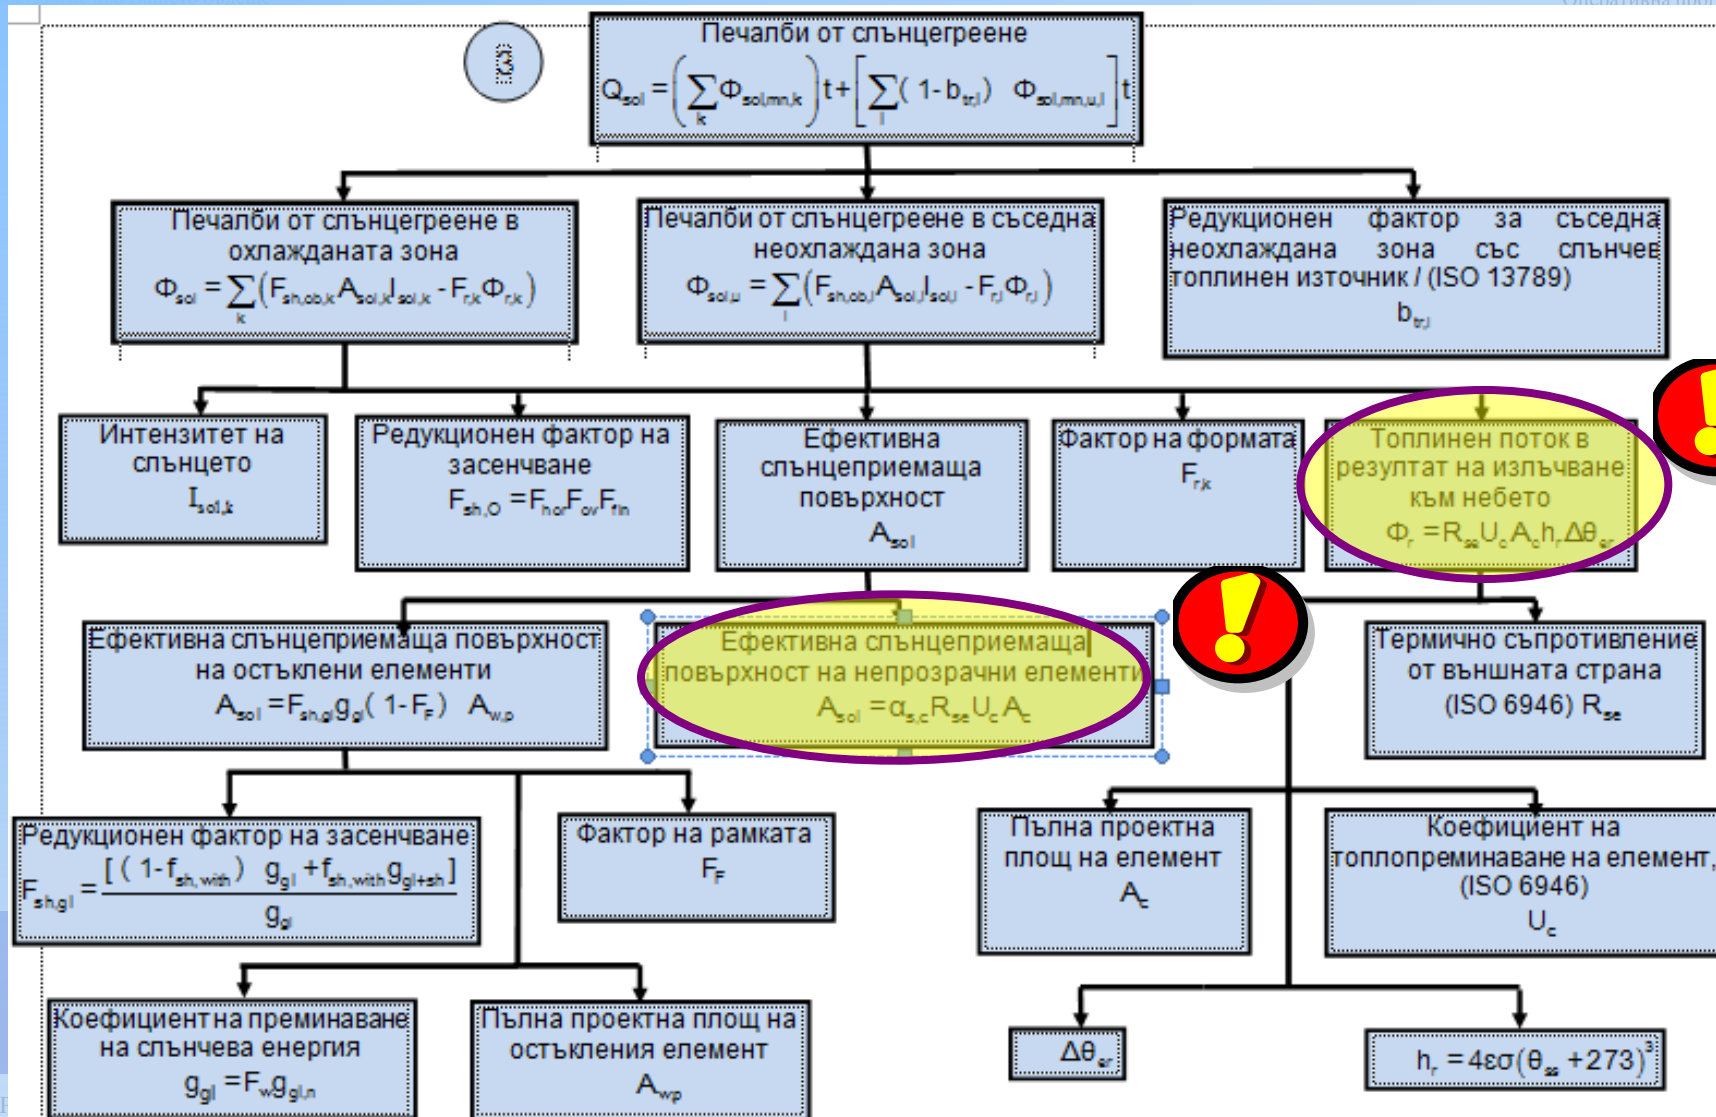 3
Печалби от слънцегреене
Q_sol = (∑_k Φ_sol,mn,k) t + [∑_l (1-b_tr,l) Φ_sol,mn,u,l] t
Печалби от слънцегреене в
охлажданата зона
Φ_sol = ∑_k (F_sh,ob,k A_sol,k I_sol,k - F_r,k Φ_r,k)
Печалби от слънцегреене в съседна
неохлаждана зона
Φ_sol,u = ∑_l (F_sh,ob,l A_sol,l I_sol,l - F_r,l Φ_r,l)
Редукционен фактор за съседна
неохлаждана зона със слънчев
топлинен източник / (ISO 13789)
b_tr,l
Интензитет на
слънцето
I_sol,k
Редукционен фактор на
засенчване
F_sh,O = F_hor F_ov F_fin
Ефективна
слънцеприемаща
повърхност
A_sol
Фактор на формата
F_r,k
Топлинен поток в
резултат на излъчване
към небето
Φ_r = R_se U_c A_c h_r Δθ_er
Ефективна слънцеприемаща повърхност
на остъклени елементи
A_sol = F_sh,gl g_gl (1-F_F) A_w,p
Ефективна слънцеприемаща
повърхност на непрозрачни елементи
A_sol = α_s,c R_se U_c A_c
Термично съпротивление
от външната страна
(ISO 6946) R_se
Редукционен фактор на засенчване
F_sh,gl = [(1-f_sh,with) g_gl + f_sh,with g_gl+sh] / g_gl
Фактор на рамката
F_F
Пълна проектна
площ на елемент
A_c
Коефициент на
топлопреминаване на елемент,
(ISO 6946)
U_c
Коефициент на преминаване
на слънчева енергия
g_gl = F_w g_gl,n
Пълна проектна площ на
остъкления елемент
A_w,p
Δθ_er
h_r = 4εσ(θ_ss + 273)³